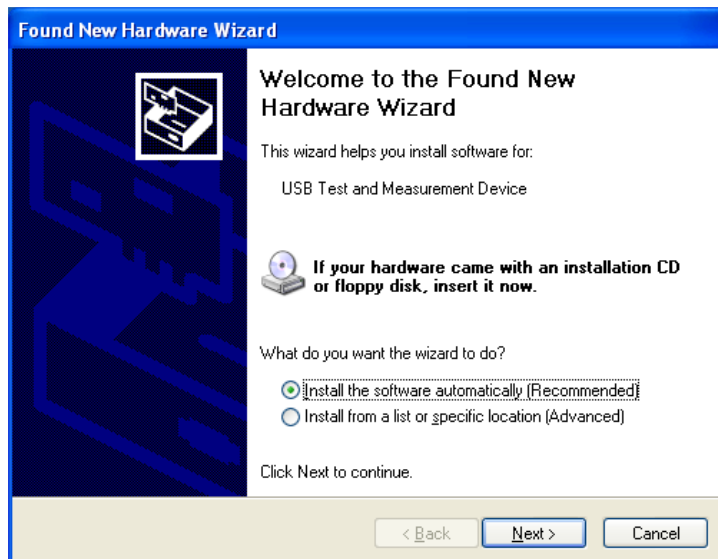 Found New Hardware Wizard
Welcome to the Found New
Hardware Wizard
This wizard helps you install software for:
USB Test and Measurement Device
If your hardware came with an installation CD
or floppy disk, insert it now.
What do you want the wizard to do?
Install the software automatically (Recommended)
Install from a list or specific location (Advanced)
Click Next to continue.
< Back
Next >
Cancel